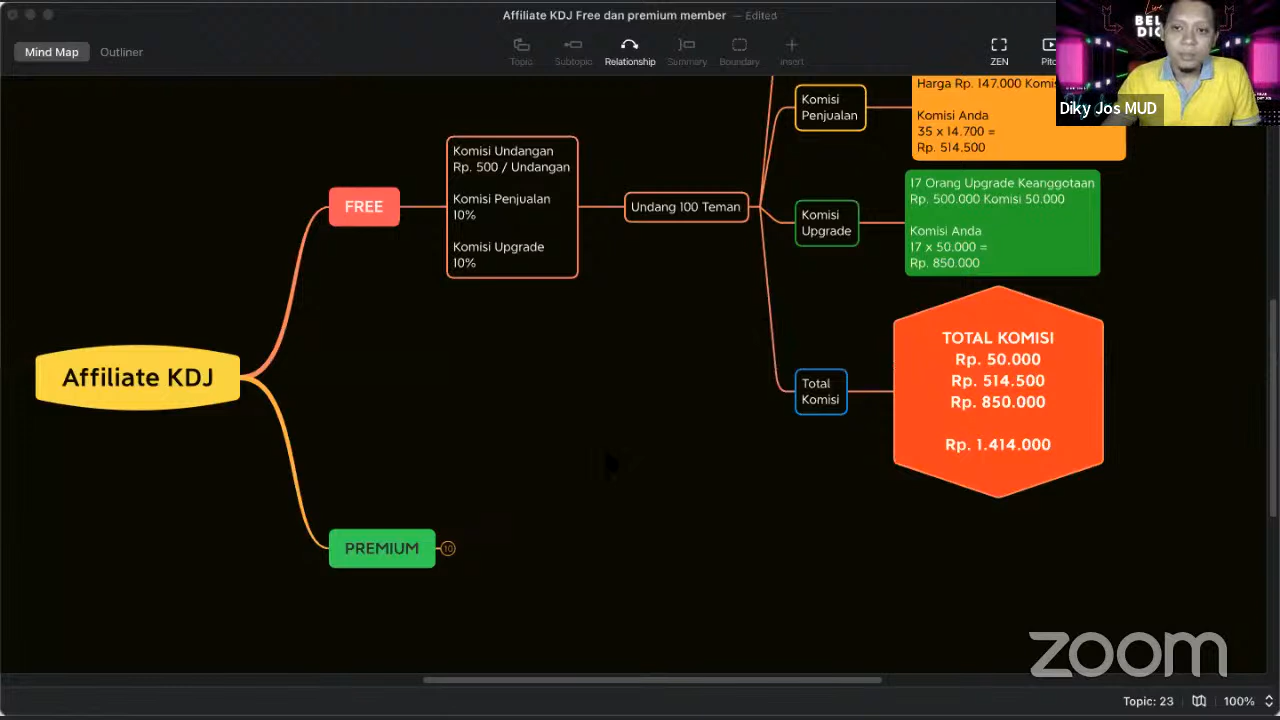 Affiliate KDJ Free dan premium member — Edited
Mind Map
Outliner
Topic
Subtopic
Relationship
Summary
Boundary
Insert
ZEN
Diky Jos MUD
Harga Rp. 147.000
Komisi Anda
35 x 14.700 =
Rp. 514.500
Komisi
Penjualan
Komisi Undangan
Rp. 500 / Undangan
Komisi Penjualan
10%
Komisi Upgrade
10%
FREE
Undang 100 Teman
Komisi
Upgrade
17 Orang Upgrade Keanggotaan
Rp. 500.000 Komisi 50.000
Komisi Anda
17 x 50.000 =
Rp. 850.000
Affiliate KDJ
Total
Komisi
TOTAL KOMISI
Rp. 50.000
Rp. 514.500
Rp. 850.000
Rp. 1.414.000
PREMIUM
10
zoom
Topic: 23
100%